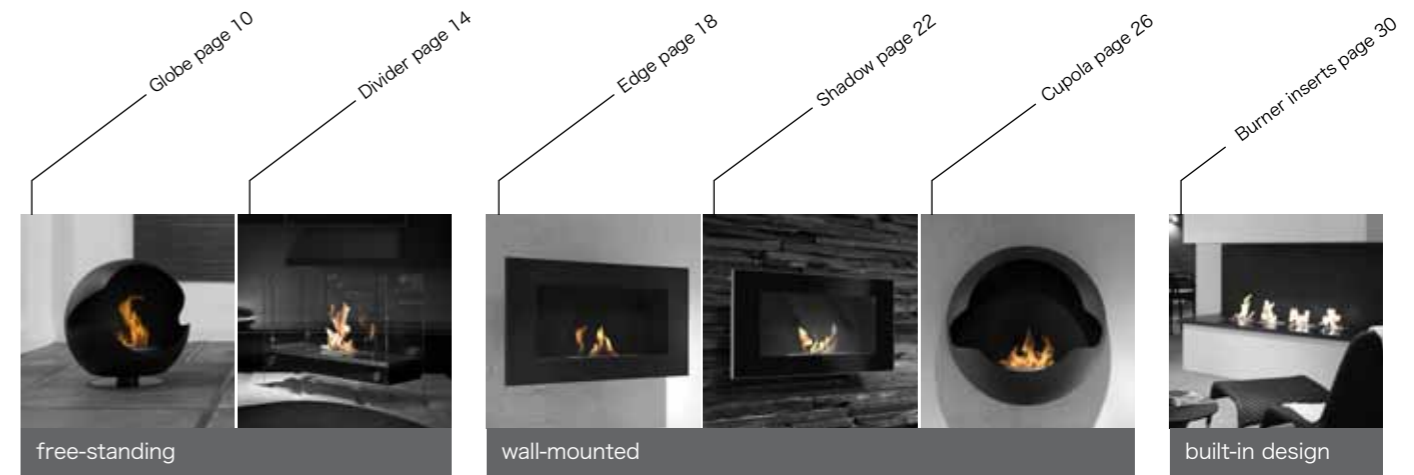 Globe page 10
Divider page 14
Edge page 18
Shadow page 22
Cupola page 26
Burner inserts page 30
free-standing
wall-mounted
built-in design